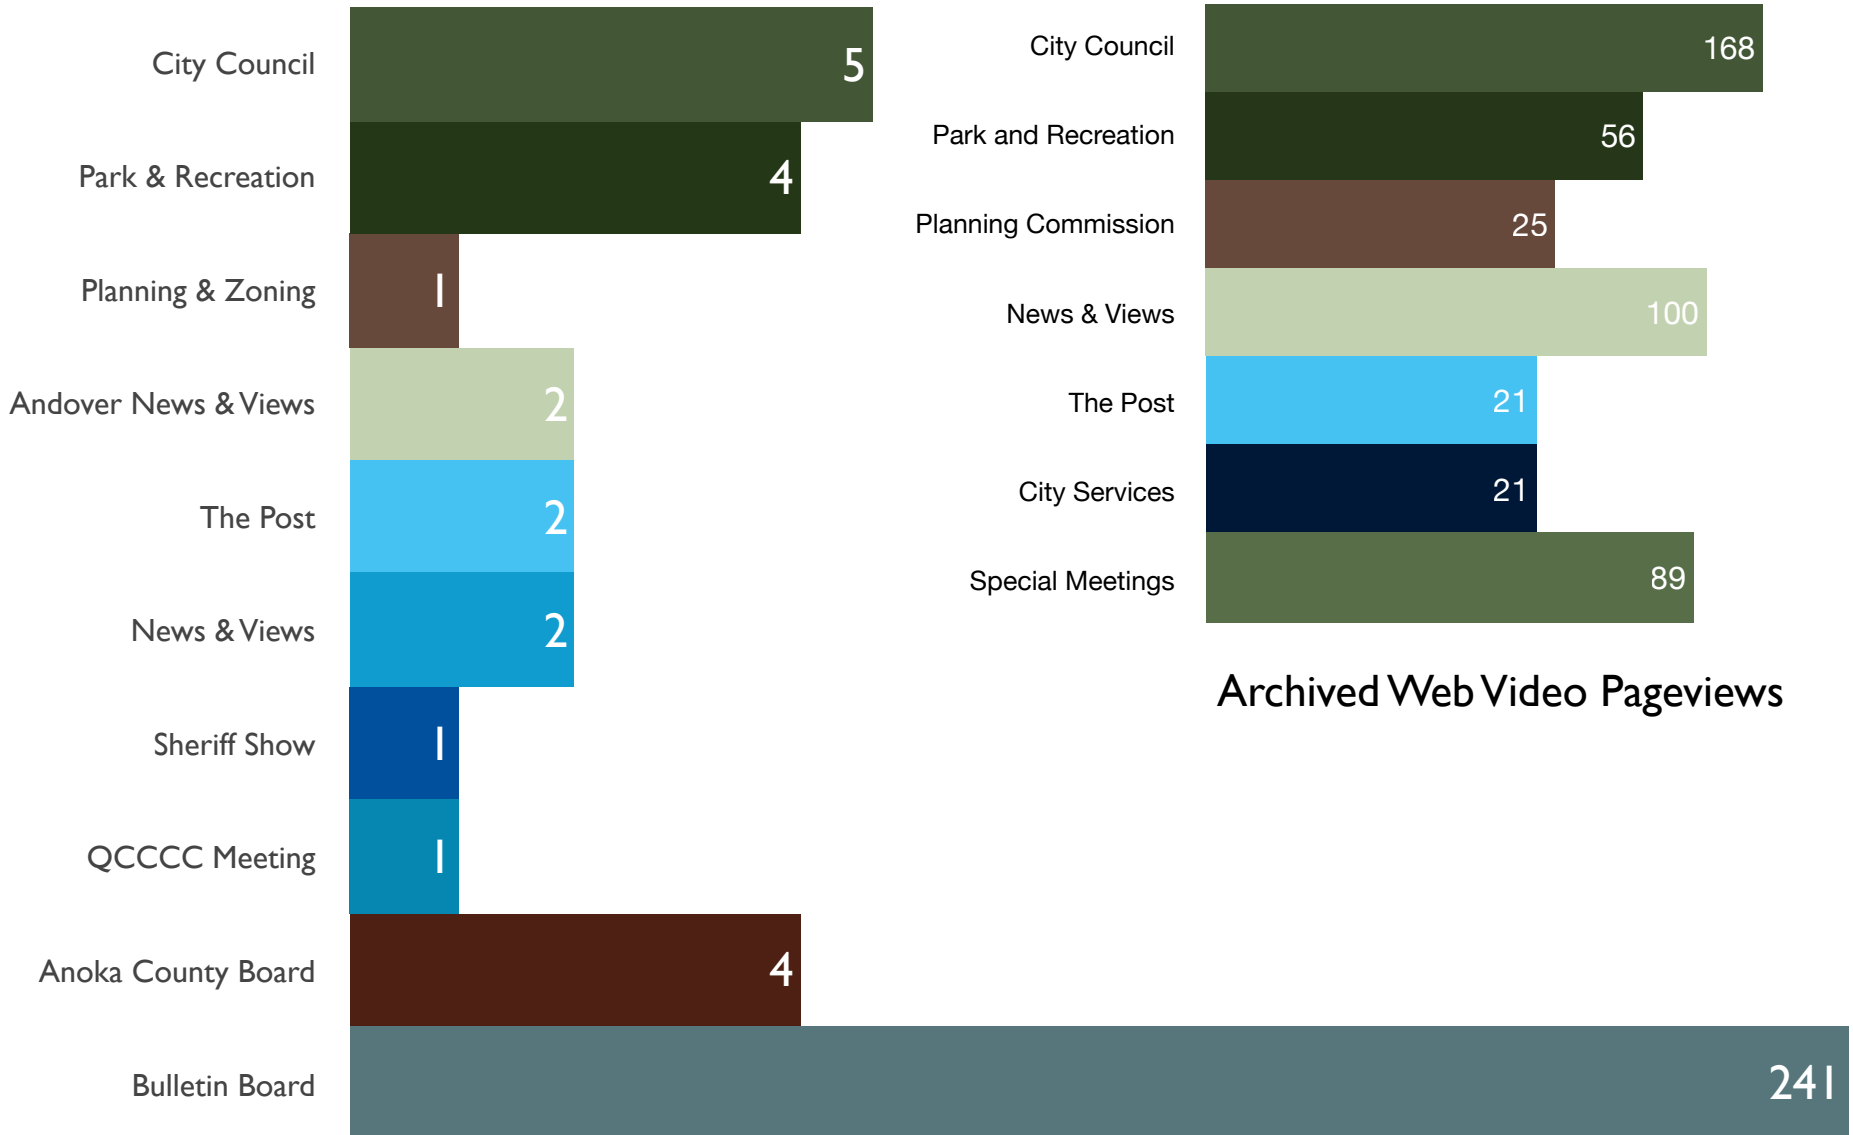 City Council 5
Park & Recreation 4
Planning & Zoning 1
Andover News & Views 2
The Post 2
News & Views 2
Sheriff Show 1
QCCCC Meeting 1
Anoka County Board 4
Bulletin Board 241
City Council 168
Park and Recreation 56
Planning Commission 25
News & Views 100
The Post 21
City Services 21
Special Meetings 89
Archived Web Video Pageviews